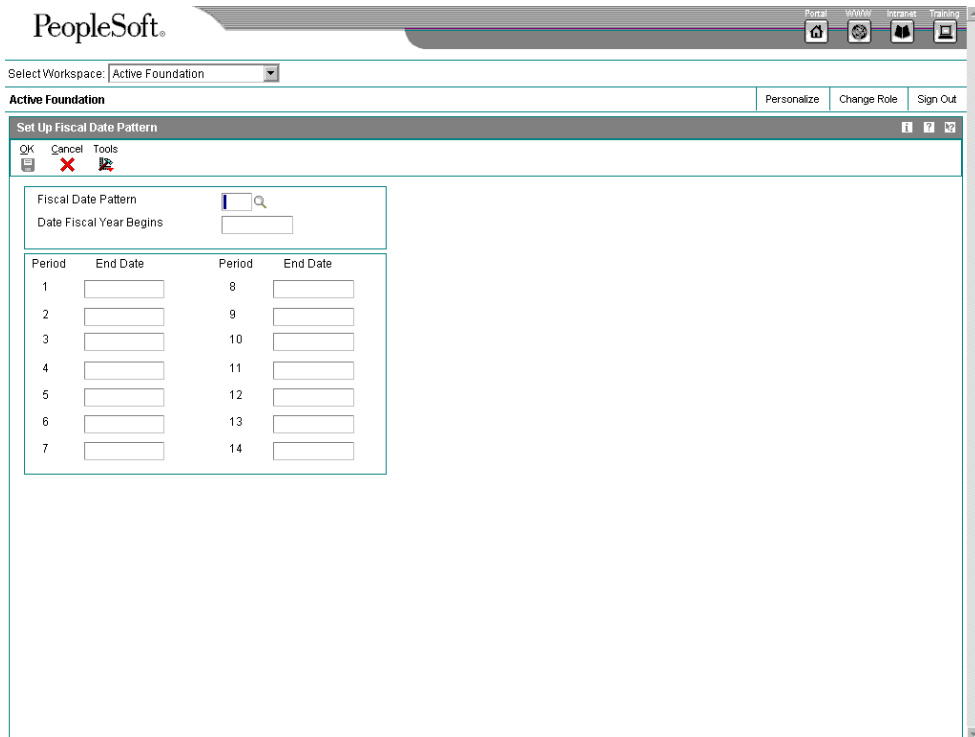 PeopleSoft.
Portal WWW Intranet Training
Select Workspace: Active Foundation
Active Foundation Personalize Change Role Sign Out
Set Up Fiscal Date Pattern
OK Cancel Tools
Fiscal Date Pattern
Date Fiscal Year Begins
Period End Date Period End Date
1 8
2 9
3 10
4 11
5 12
6 13
7 14